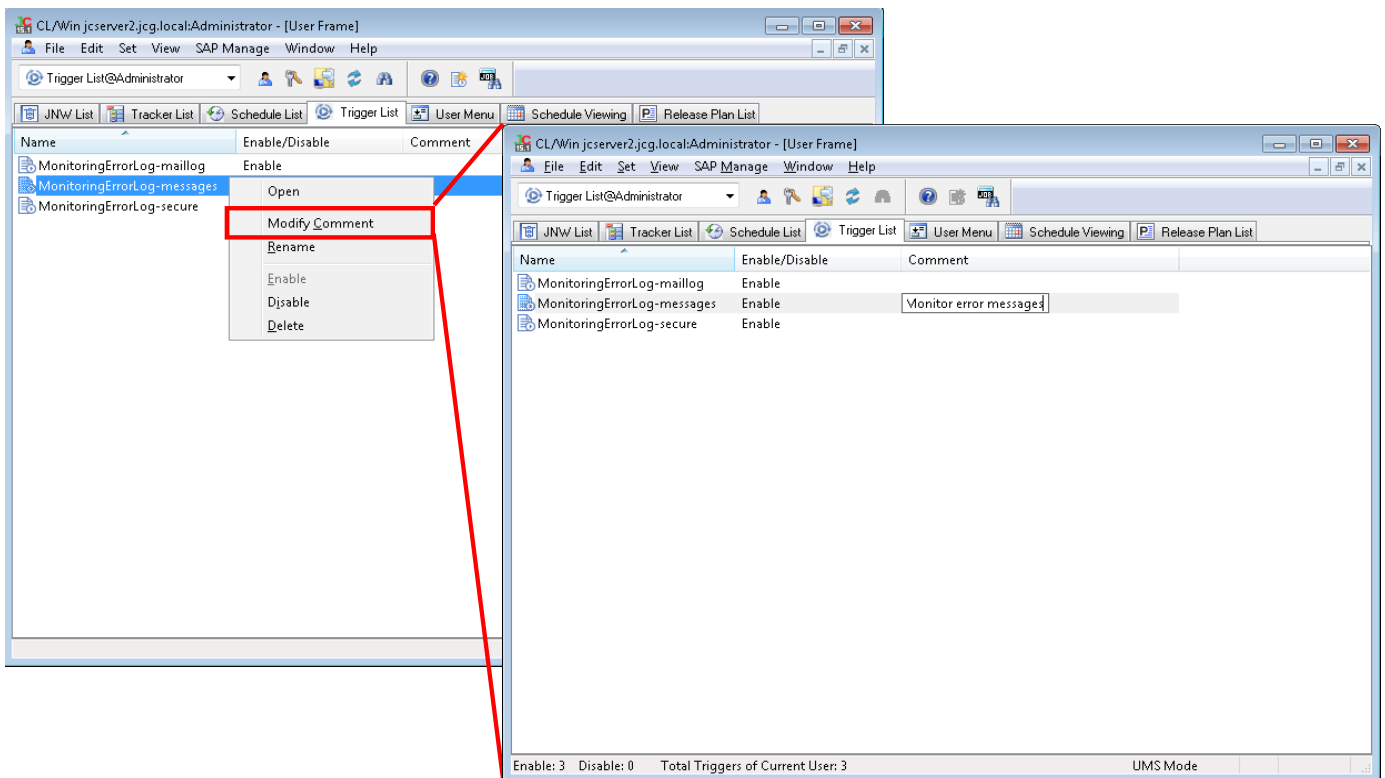 CL/Win jcserver2.jcg.local:Administrator - [User Frame]
File Edit Set View SAP Manage Window Help
Trigger List@Administrator
JNW List Tracker List Schedule List Trigger List User Menu Schedule Viewing Release Plan List
Name Enable/Disable Comment
MonitoringErrorLog-maillog Enable
MonitoringErrorLog-messages
MonitoringErrorLog-secure
Open
Modify Comment
Rename
Enable
Disable
Delete
CL/Win jcserver2.jcg.local:Administrator - [User Frame]
File Edit Set View SAP Manage Window Help
Trigger List@Administrator
JNW List Tracker List Schedule List Trigger List User Menu Schedule Viewing Release Plan List
Name Enable/Disable Comment
MonitoringErrorLog-maillog Enable
MonitoringErrorLog-messages Enable Monitor error messages
MonitoringErrorLog-secure Enable
Enable: 3 Disable: 0 Total Triggers of Current User: 3 UMS Mode